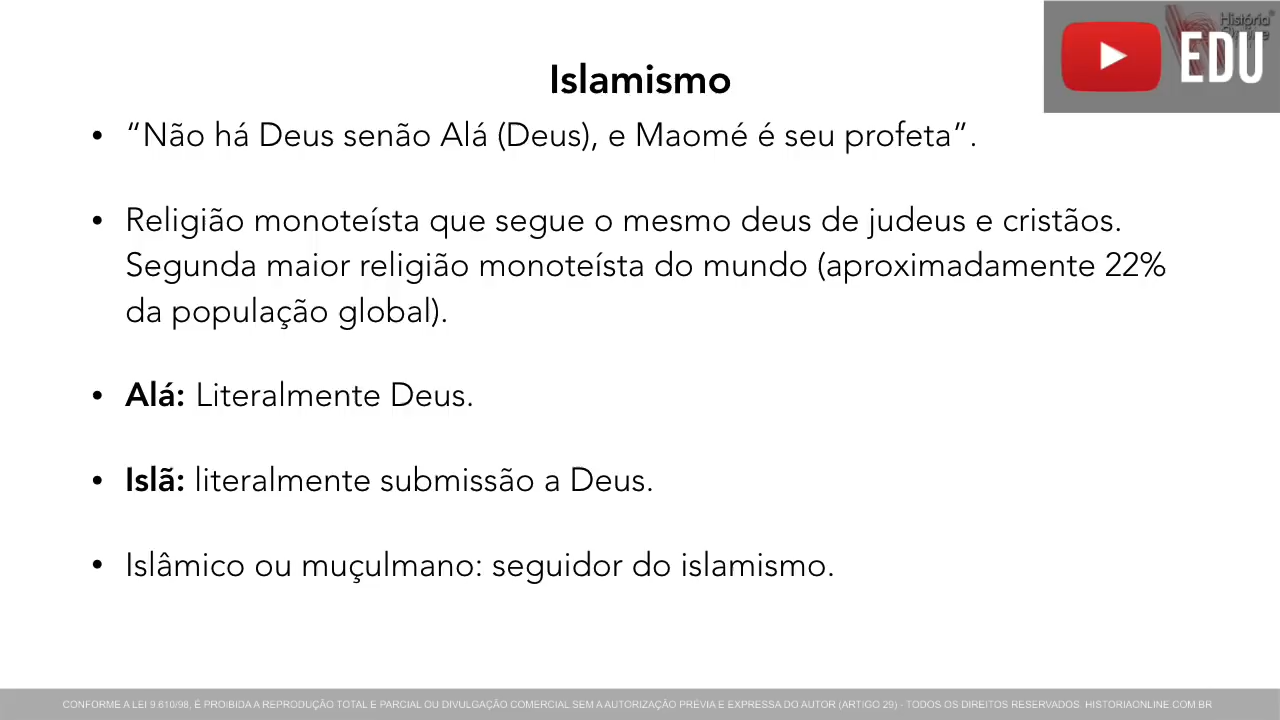 História
Online
EDU
Islamismo
• “Não há Deus senão Alá (Deus), e Maomé é seu profeta”.
• Religião monoteísta que segue o mesmo deus de judeus e cristãos.
Segunda maior religião monoteísta do mundo (aproximadamente 22%
da população global).
• Alá: Literalmente Deus.
• Islã: literalmente submissão a Deus.
• Islâmico ou muçulmano: seguidor do islamismo.
CONFORME A LEI 9.610/98, É PROIBIDA A REPRODUÇÃO TOTAL E PARCIAL OU DIVULGAÇÃO COMERCIAL SEM A AUTORIZAÇÃO PRÉVIA E EXPRESSA DO AUTOR (ARTIGO 29) - TODOS OS DIREITOS RESERVADOS. HISTORIAONLINE.COM.BR